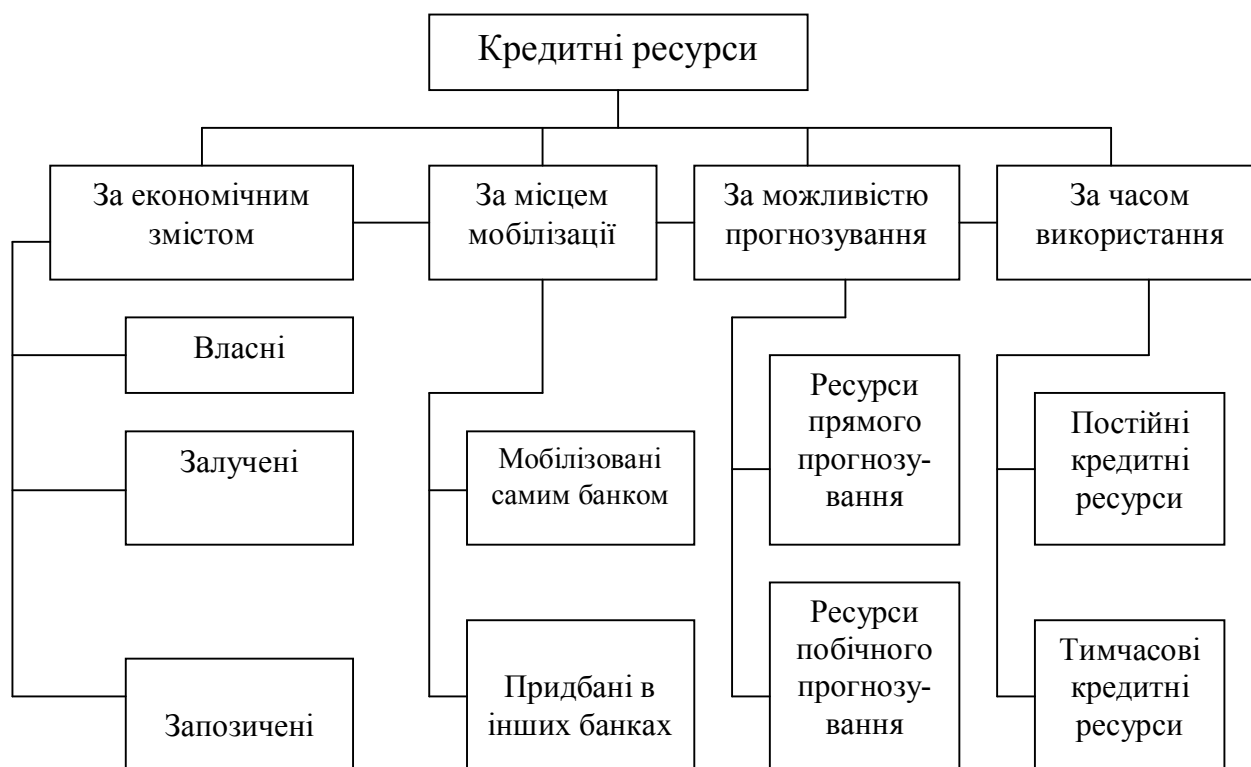 Кредитні ресурси
За економічним
змістом
За місцем
мобілізації
За можливістю
прогнозування
За часом
використання
Власні
Залучені
Запозичені
Мобілізовані
самим банком
Придбані в
інших банках
Ресурси
прямого
прогнозу-
вання
Ресурси
побічного
прогнозу-
вання
Постійні
кредитні
ресурси
Тимчасові
кредитні
ресурси